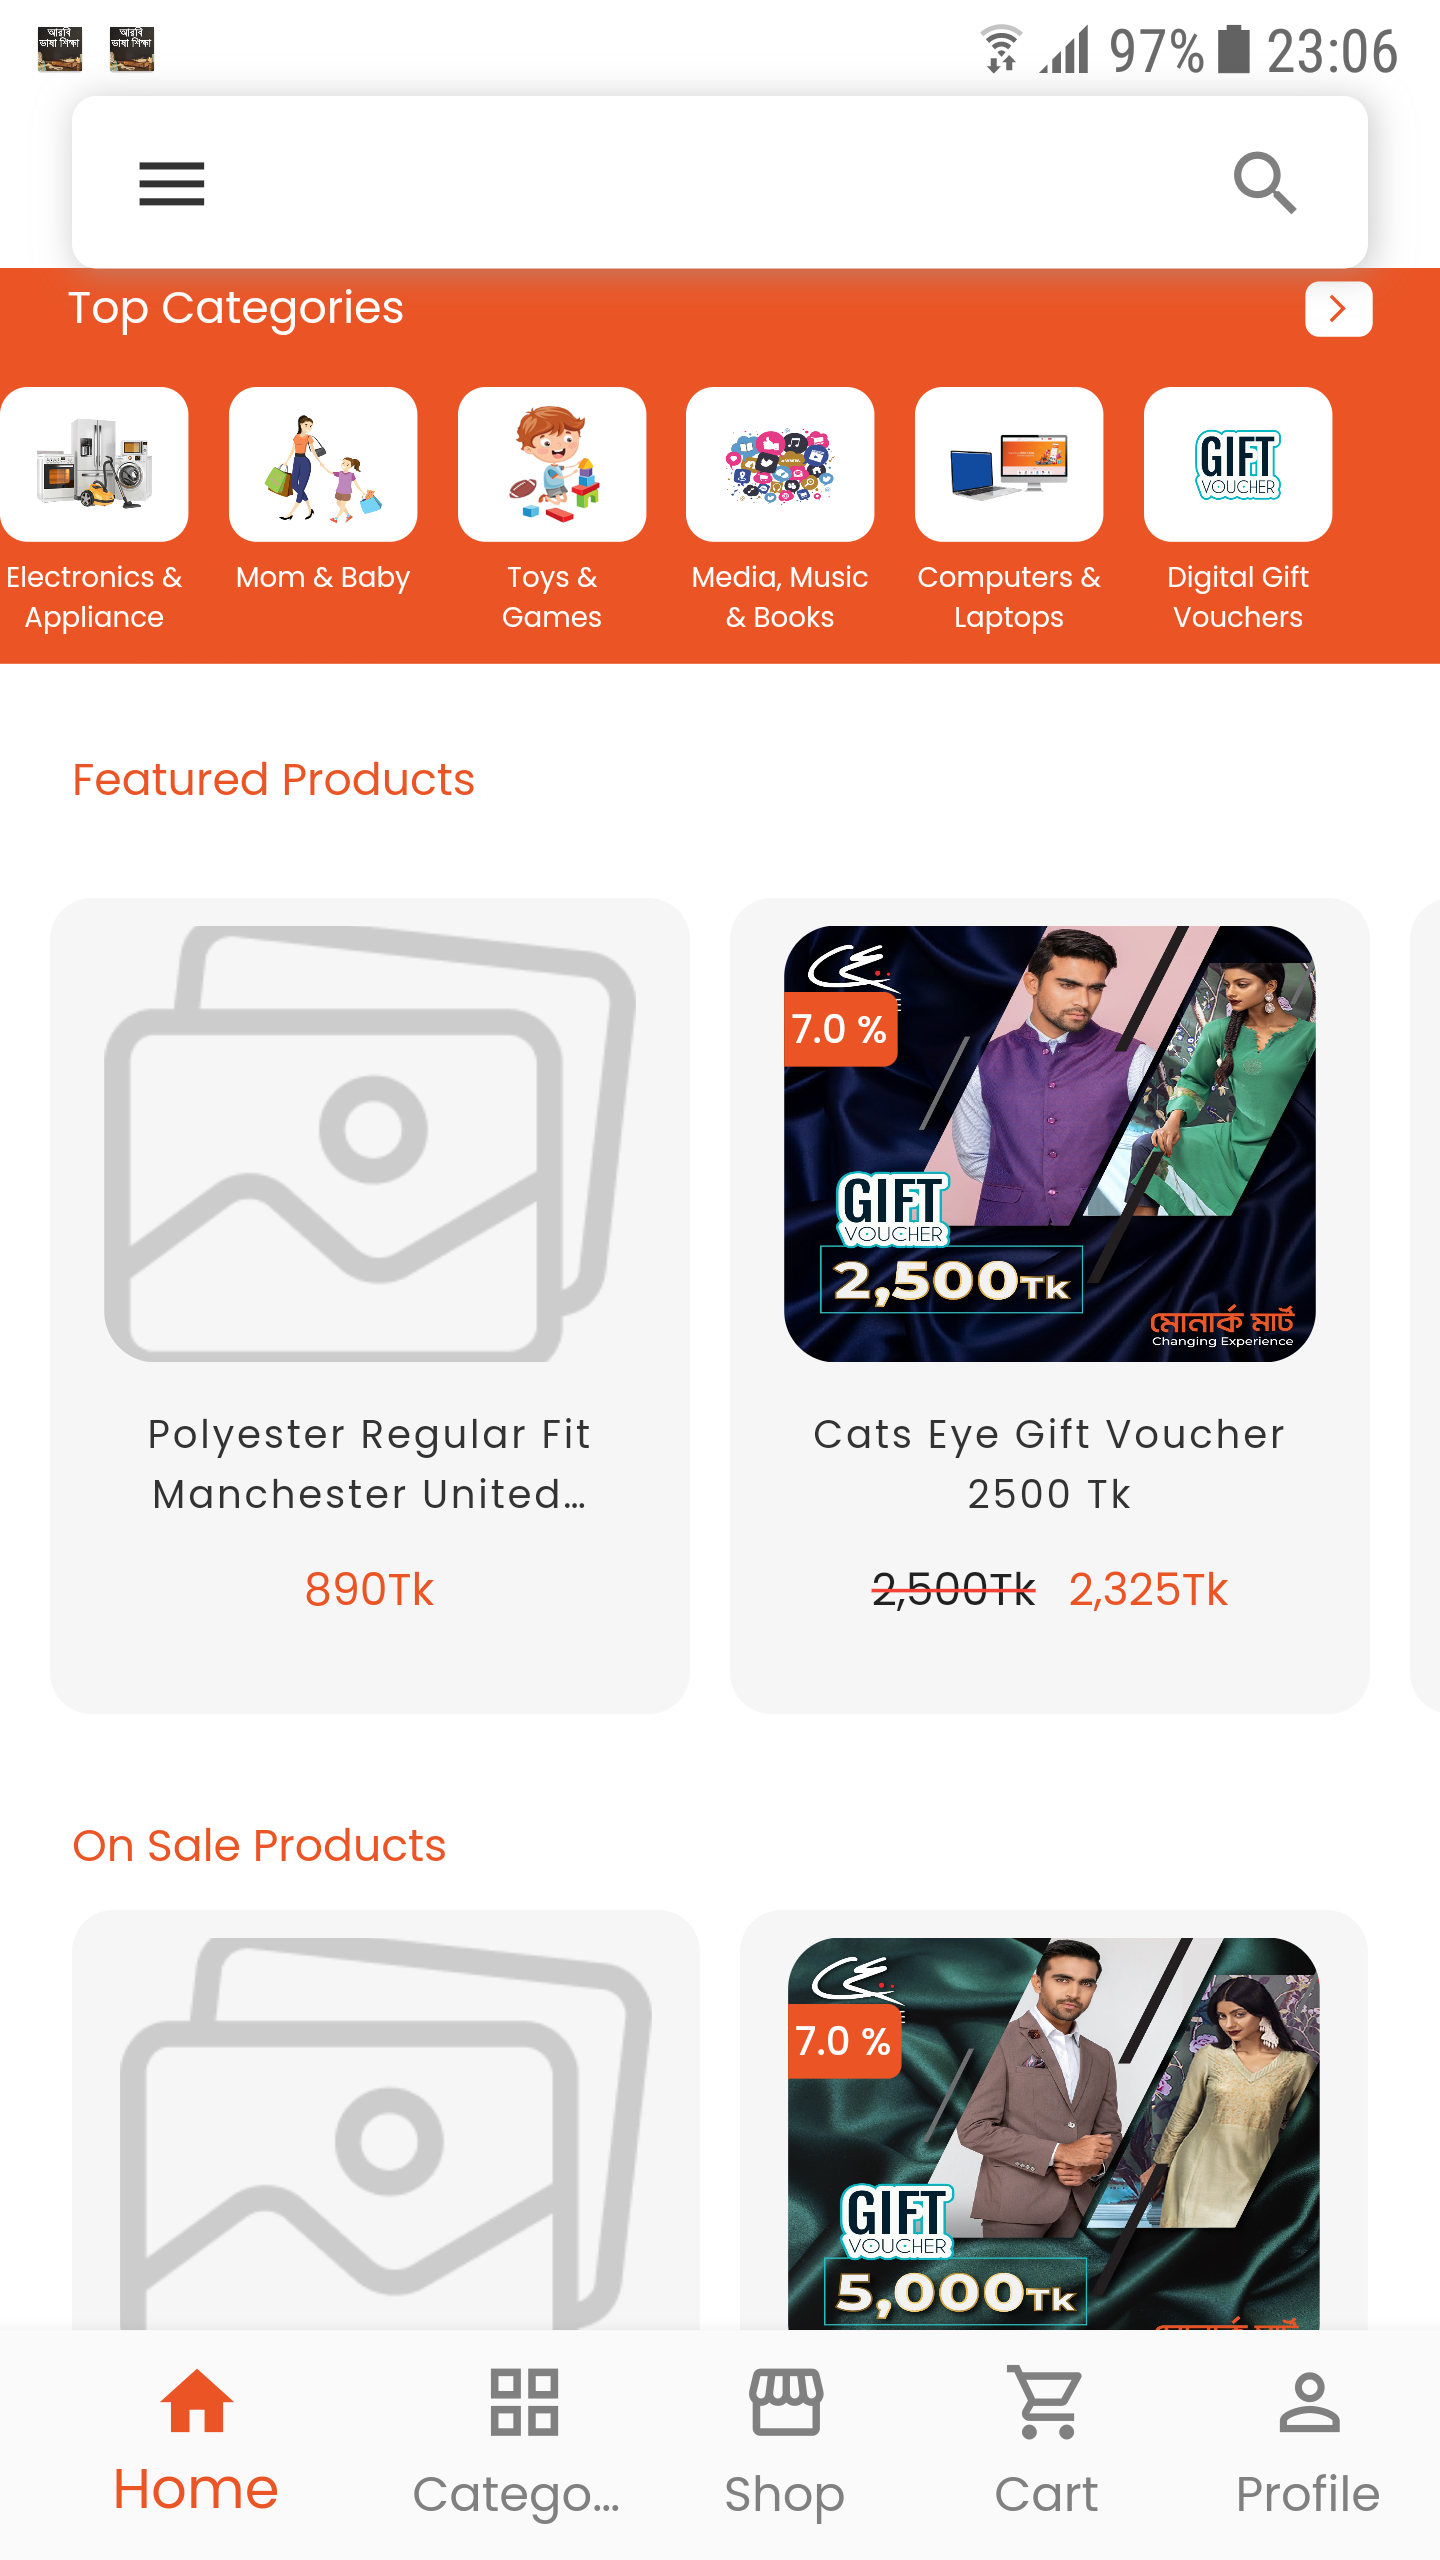 আরবি
ভাষা শিক্ষা
আরবি
ভাষা শিক্ষা
97% 23:06
Top Categories
GIFT
VOUCHER
Electronics &
Appliance
Mom & Baby
Toys &
Games
Media, Music
& Books
Computers &
Laptops
Digital Gift
Vouchers
Featured Products
7.0 %
GIFT
VOUCHER
2,500Tk
মোনার্ক মার্ট
Changing Experience
Polyester Regular Fit
Manchester United…
890Tk
Cats Eye Gift Voucher
2500 Tk
2,500Tk 2,325Tk
On Sale Products
7.0 %
GIFT
VOUCHER
5,000Tk
Home
Catego…
Shop
Cart
Profile